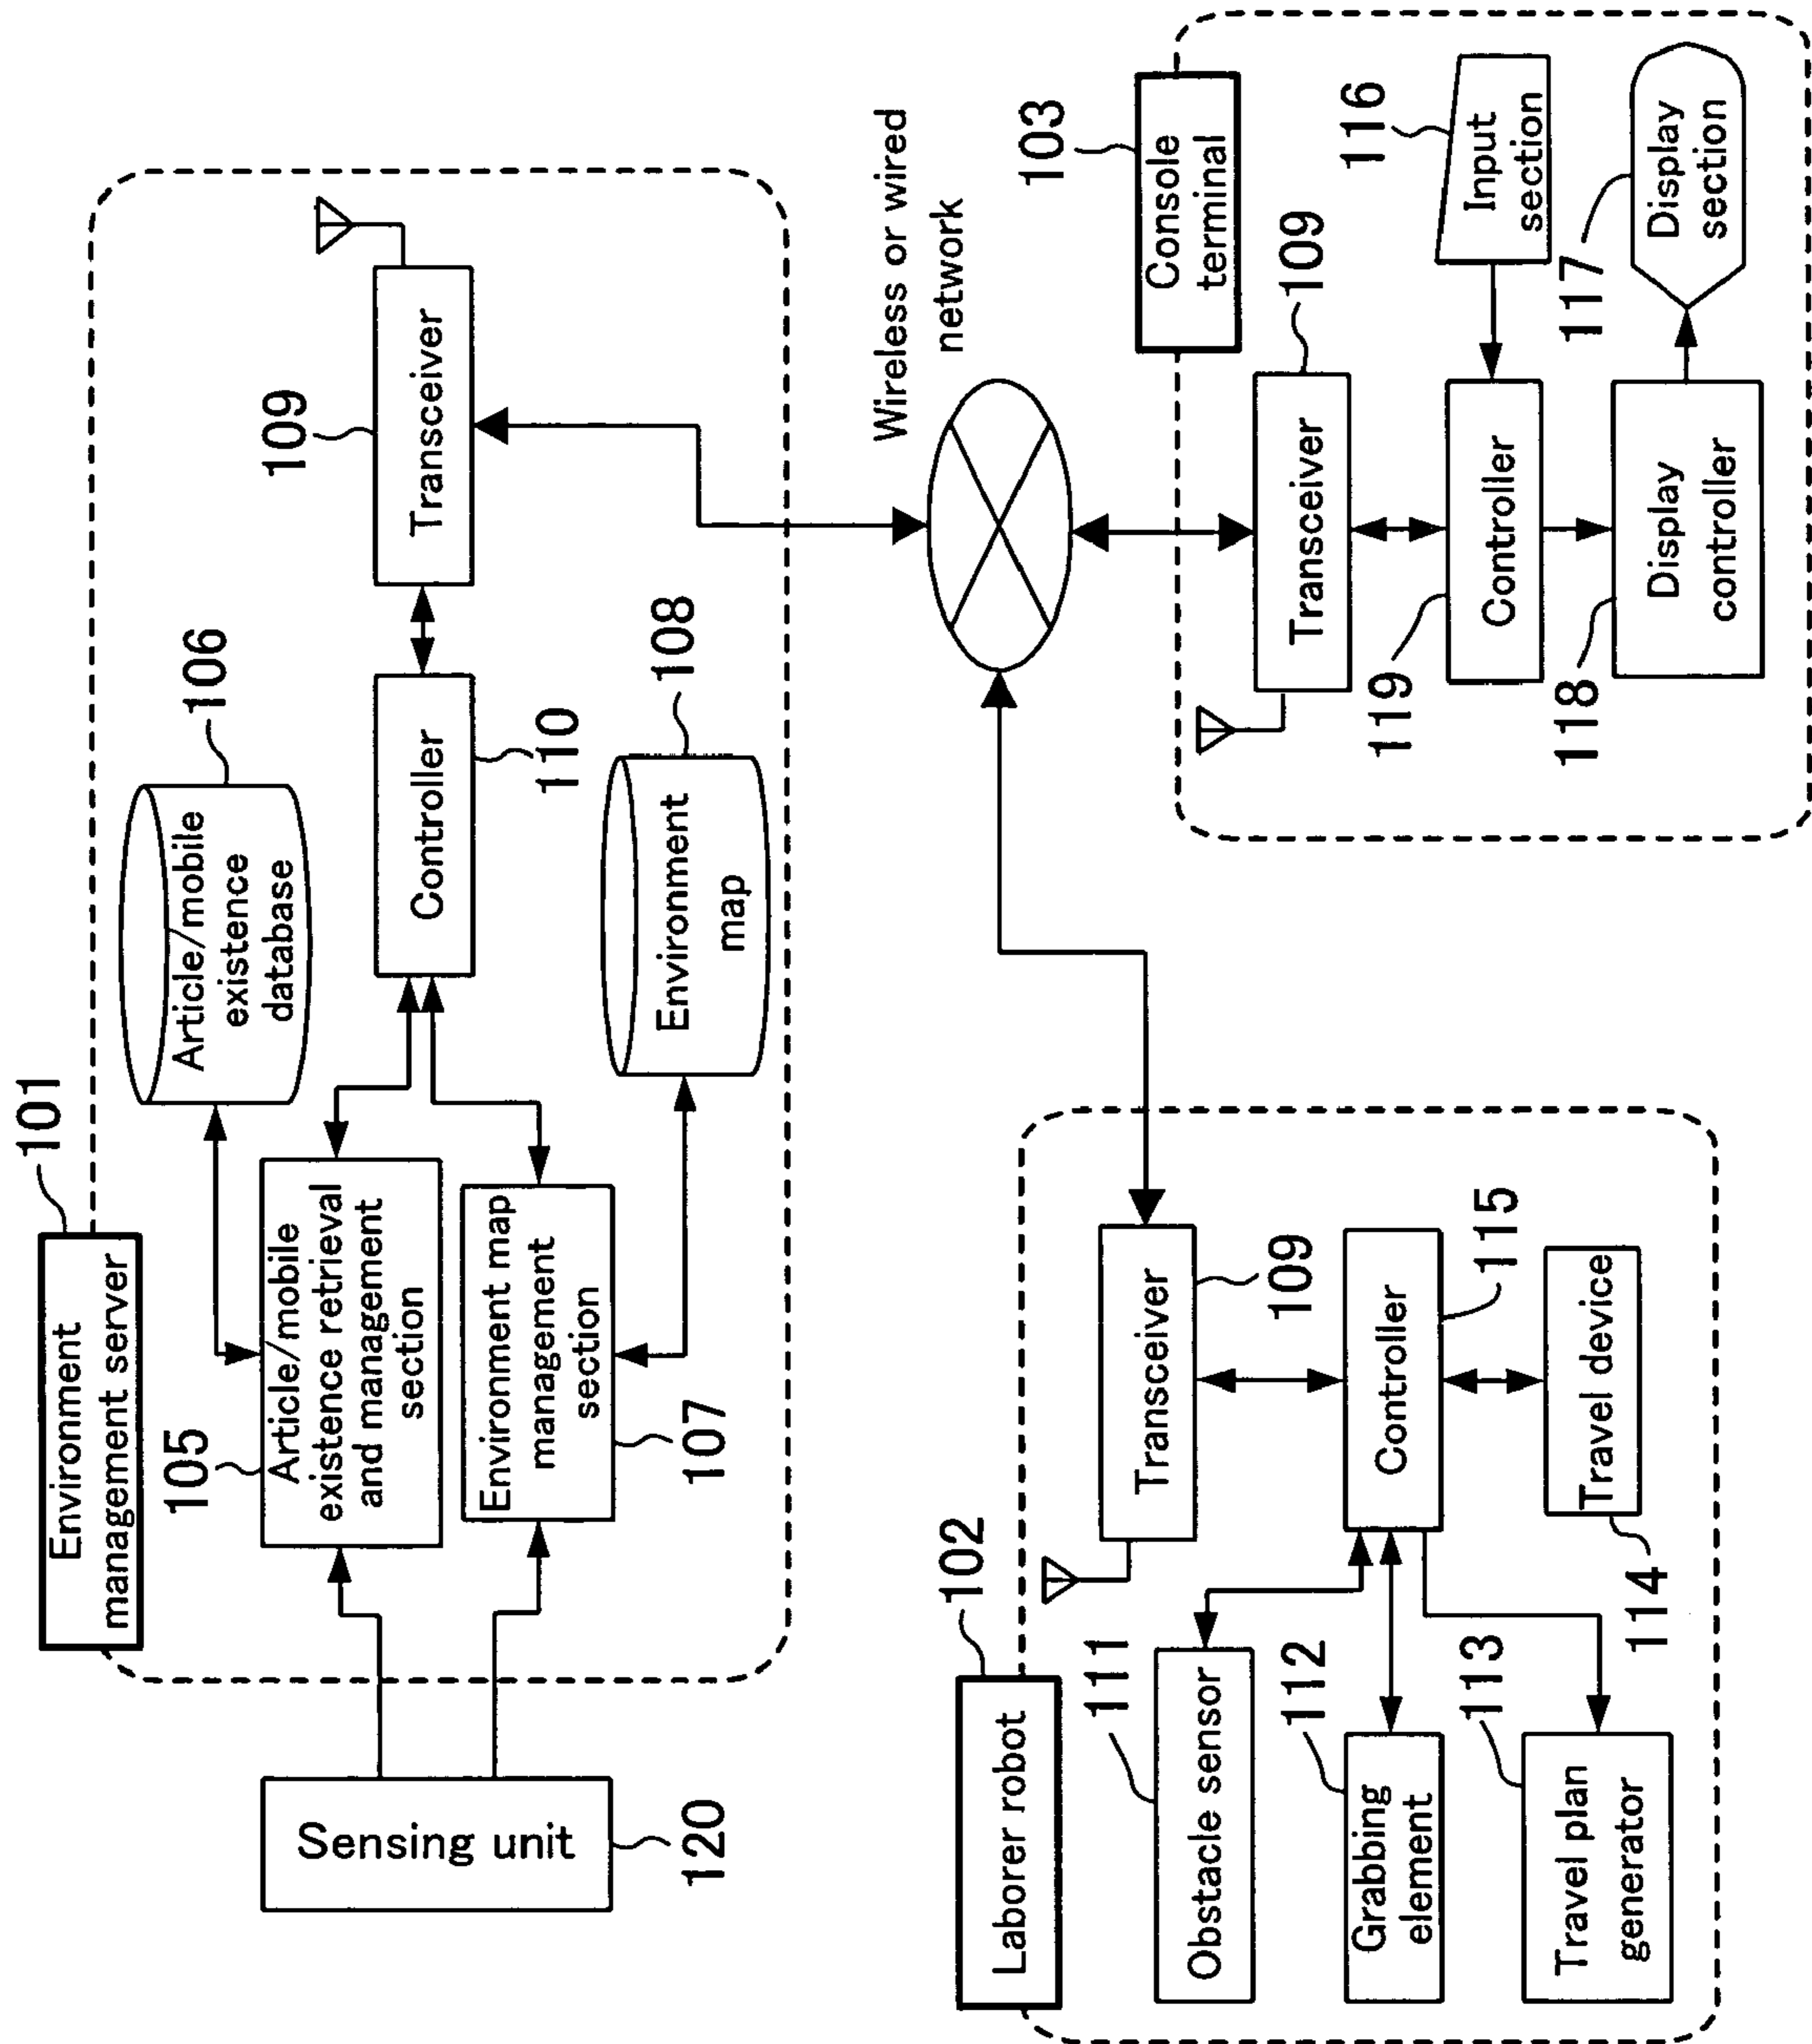 101
Environment
management server
106
Article/mobile
existence
database
109
Transceiver
105
Article/mobile
existence retrieval
and management
section
Controller
110
Sensing unit
120
Environment map
management
section
107
108
Environment
map
Wireless or wired
network
102
Laborer robot
Transceiver
109
111
Obstacle sensor
112
Grabbing
element
Controller
115
113
Travel plan
generator
Travel device
114
103
Console
terminal
109
Transceiver
116
Input
section
119
Controller
117
Display
section
118
Display
controller